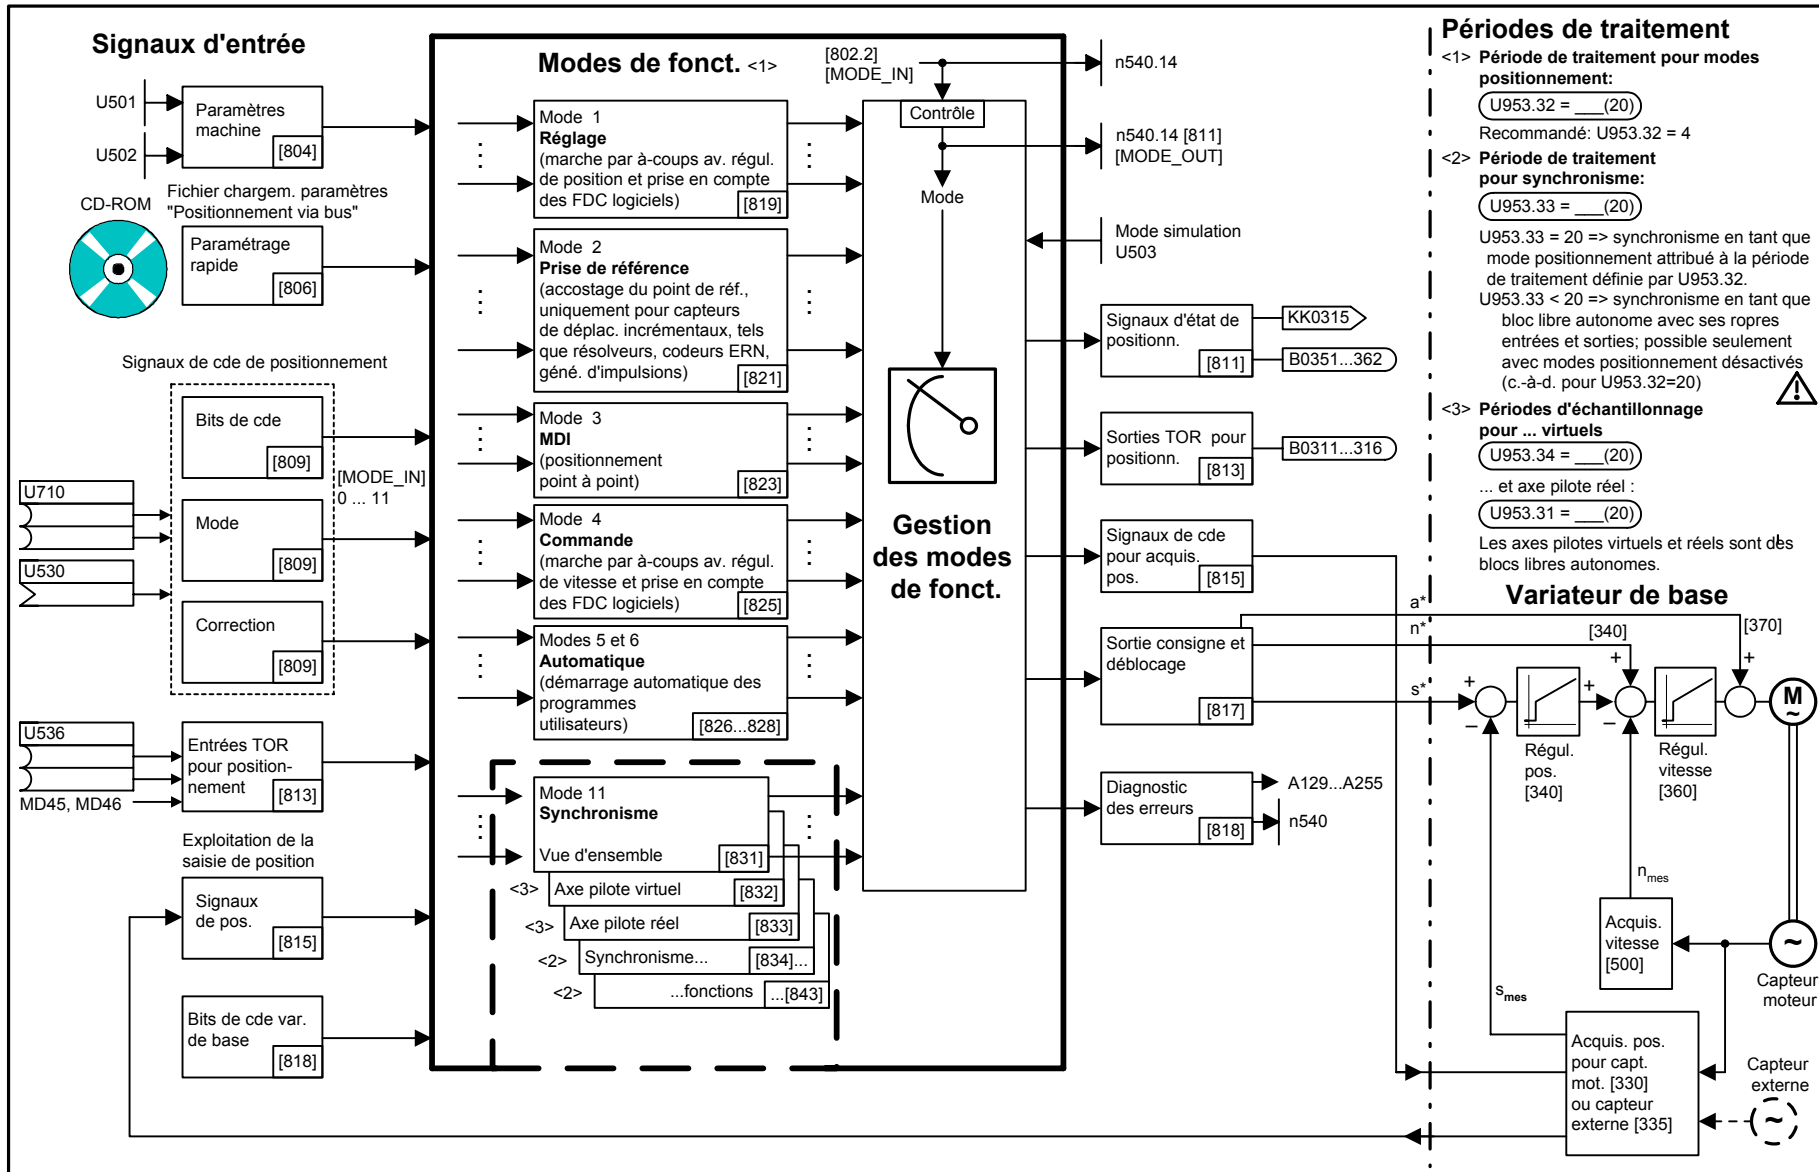 Signaux d'entrée
U501
U502
Paramètres
machine
[804]
Fichier chargem. paramètres
"Positionnement via bus"
CD-ROM
Paramétrage
rapide
[806]
Signaux de cde de positionnement
Bits de cde
[809]
[MODE_IN]
0 ... 11
U710
Mode
[809]
U530
Correction
[809]
U536
MD45, MD46
Entrées TOR
pour position-
nement
[813]
Exploitation de la
saisie de position
Signaux
de pos.
[815]
Bits de cde var.
de base
[818]
Modes de fonct. <1>
Mode 1
Réglage
(marche par à-coups av. régul.
de position et prise en compte
des FDC logiciels)
[819]
Mode 2
Prise de référence
(accostage du point de réf.,
uniquement pour capteurs
de déplac. incrémentaux, tels
que résolveurs, codeurs ERN,
géné. d'impulsions)
[821]
Mode 3
MDI
(positionnement
point à point)
[823]
Mode 4
Commande
(marche par à-coups av. régul.
de vitesse et prise en compte
des FDC logiciels)
[825]
Modes 5 et 6
Automatique
(démarrage automatique des
programmes
utilisateurs)
[826...828]
Mode 11
Synchronisme
Vue d'ensemble
[831]
<3> Axe pilote virtuel [832]
<3> Axe pilote réel [833]
<2> Synchronisme... [834]...
<2> ...fonctions ...[843]
[802.2]
[MODE_IN]
Contrôle
Mode
Gestion
des modes
de fonct.
n540.14
n540.14 [811]
[MODE_OUT]
Mode simulation
U503
Signaux d'état de
positionn.
[811]
KK0315
B0351...362
Sorties TOR pour
positionn.
[813]
B0311...316
Signaux de cde
pour acquis.
pos.
[815]
Sortie consigne et
déblocage
[817]
Diagnostic
des erreurs
[818]
A129...A255
n540
Périodes de traitement
<1> Période de traitement pour modes
positionnement:
U953.32 = ___(20)
Recommandé: U953.32 = 4
<2> Période de traitement
pour synchronisme:
U953.33 = ___(20)
U953.33 = 20 => synchronisme en tant que
mode positionnement attribué à la période
de traitement définie par U953.32.
U953.33 < 20 => synchronisme en tant que
bloc libre autonome avec ses ropres
entrées et sorties; possible seulement
avec modes positionnement désactivés
(c.-à-d. pour U953.32=20)
<3> Périodes d'échantillonnage
pour ... virtuels
U953.34 = ___(20)
... et axe pilote réel :
U953.31 = ___(20)
Les axes pilotes virtuels et réels sont des
blocs libres autonomes.
Variateur de base
a*
n*
s*
[340]
[370]
+
+
+
+
–
–
M
~
Régul.
pos.
[340]
Régul.
vitesse
[360]
n mes
s mes
Acquis.
vitesse
[500]
~
Capteur
moteur
Acquis. pos.
pour capt.
mot. [330]
ou capteur
externe [335]
Capteur
externe
~